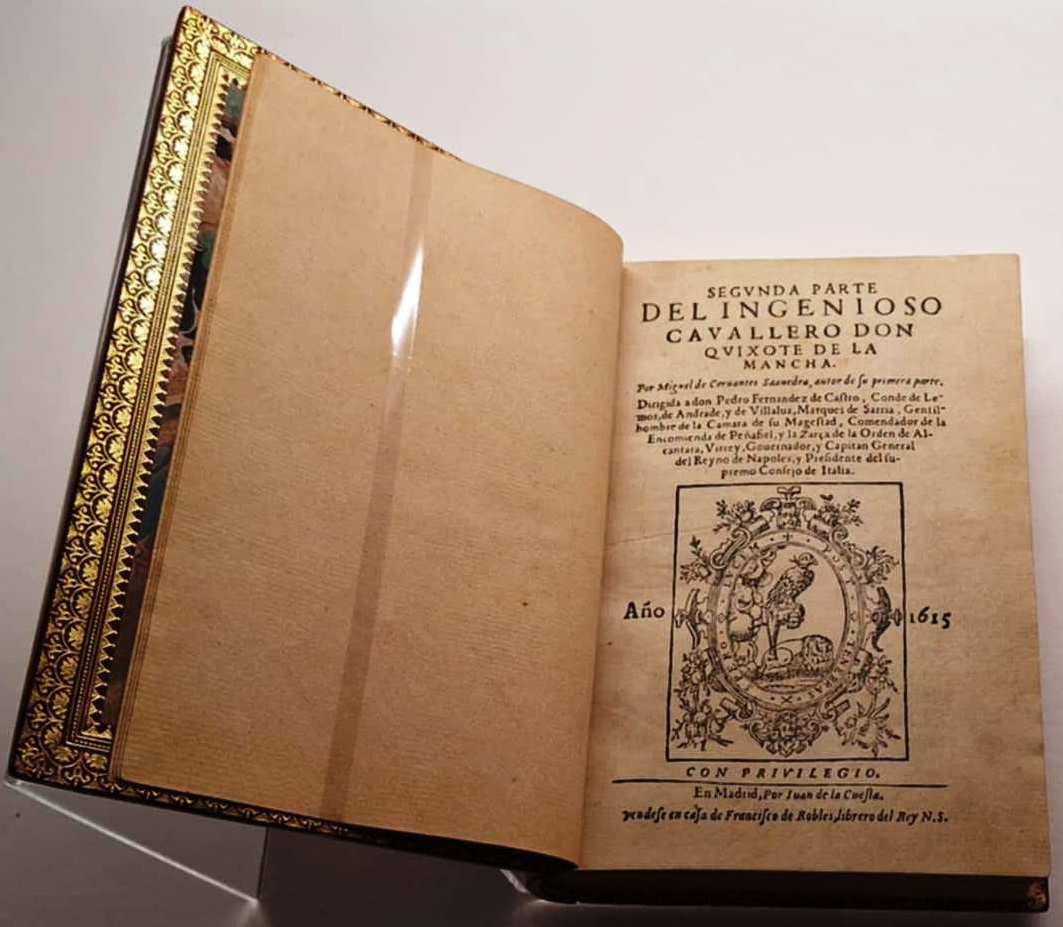 SEGVNDA PARTE
DEL INGENIOSO
CAVALLERO DON
QVIXOTE DE LA
MANCHA.
Por Miguel de Ceruantes Saauedra, autor de ſu primera parte.
Dirigida a don Pedro Fernandez de Caſtro, Conde de Le-
mos, de Andrade, y de Villalua, Marques de Sarria, Gentil-
hombre de la Camara de ſu Mageſtad, Comendador de la
Encomienda de Peñafiel, y la Zarça de la Orden de Al-
cantara, Virrey, Gouernador, y Capitan General
del Reyno de Napoles, y Preſidente del ſu-
premo Conſejo de Italia.
POST TENEBRAS
Año 1615
CON PRIVILEGIO.
En Madrid, Por Juan de la Cueſta.
vendeſe en caſa de Franciſco de Robles, librero del Rey N.S.